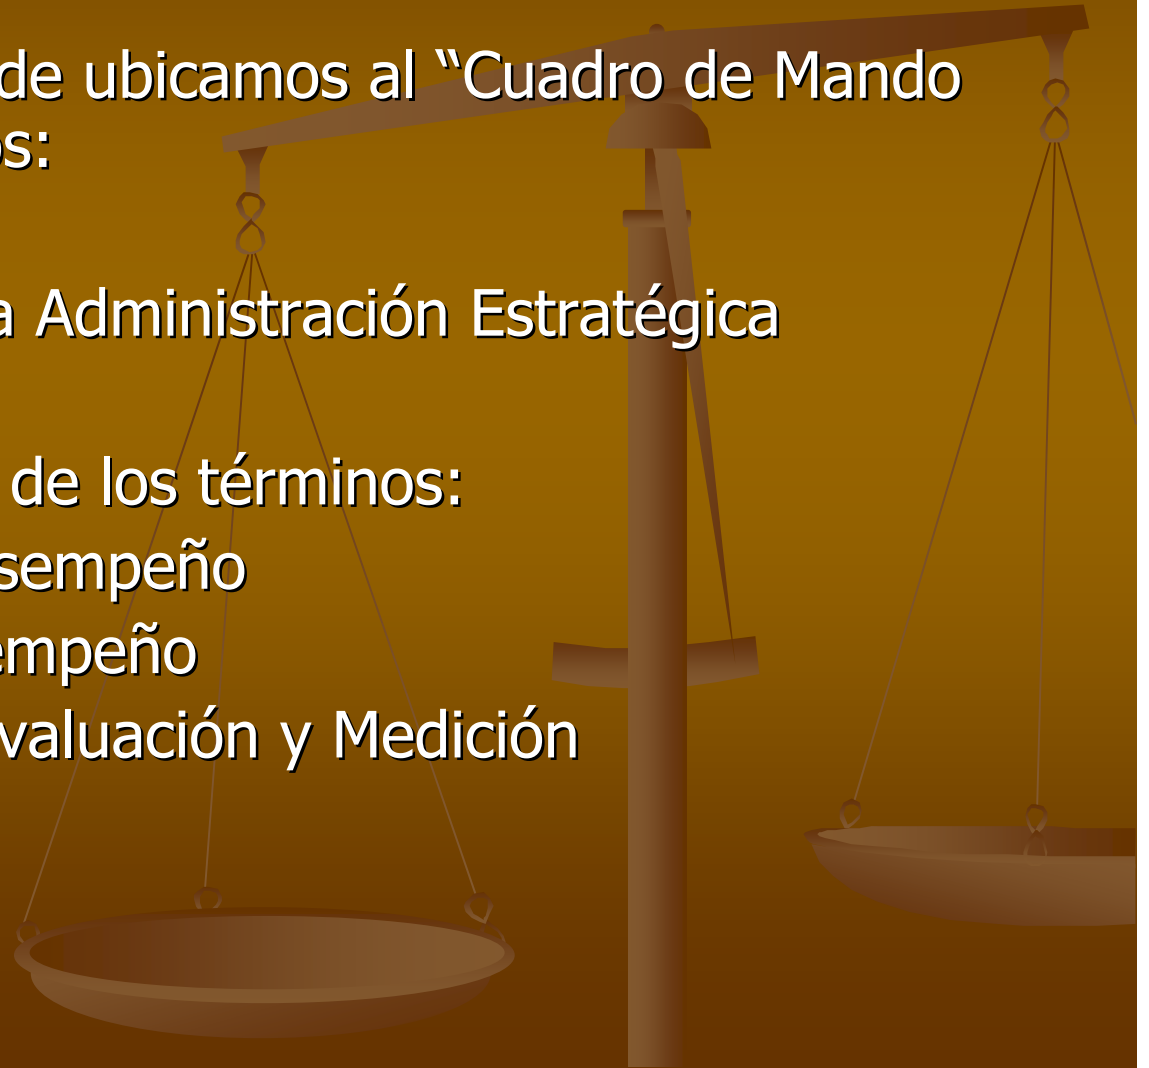 de ubicamos al “Cuadro de Mando
os:
a Administración Estratégica
de los términos:
sempeño
empeño
valuación y Medición